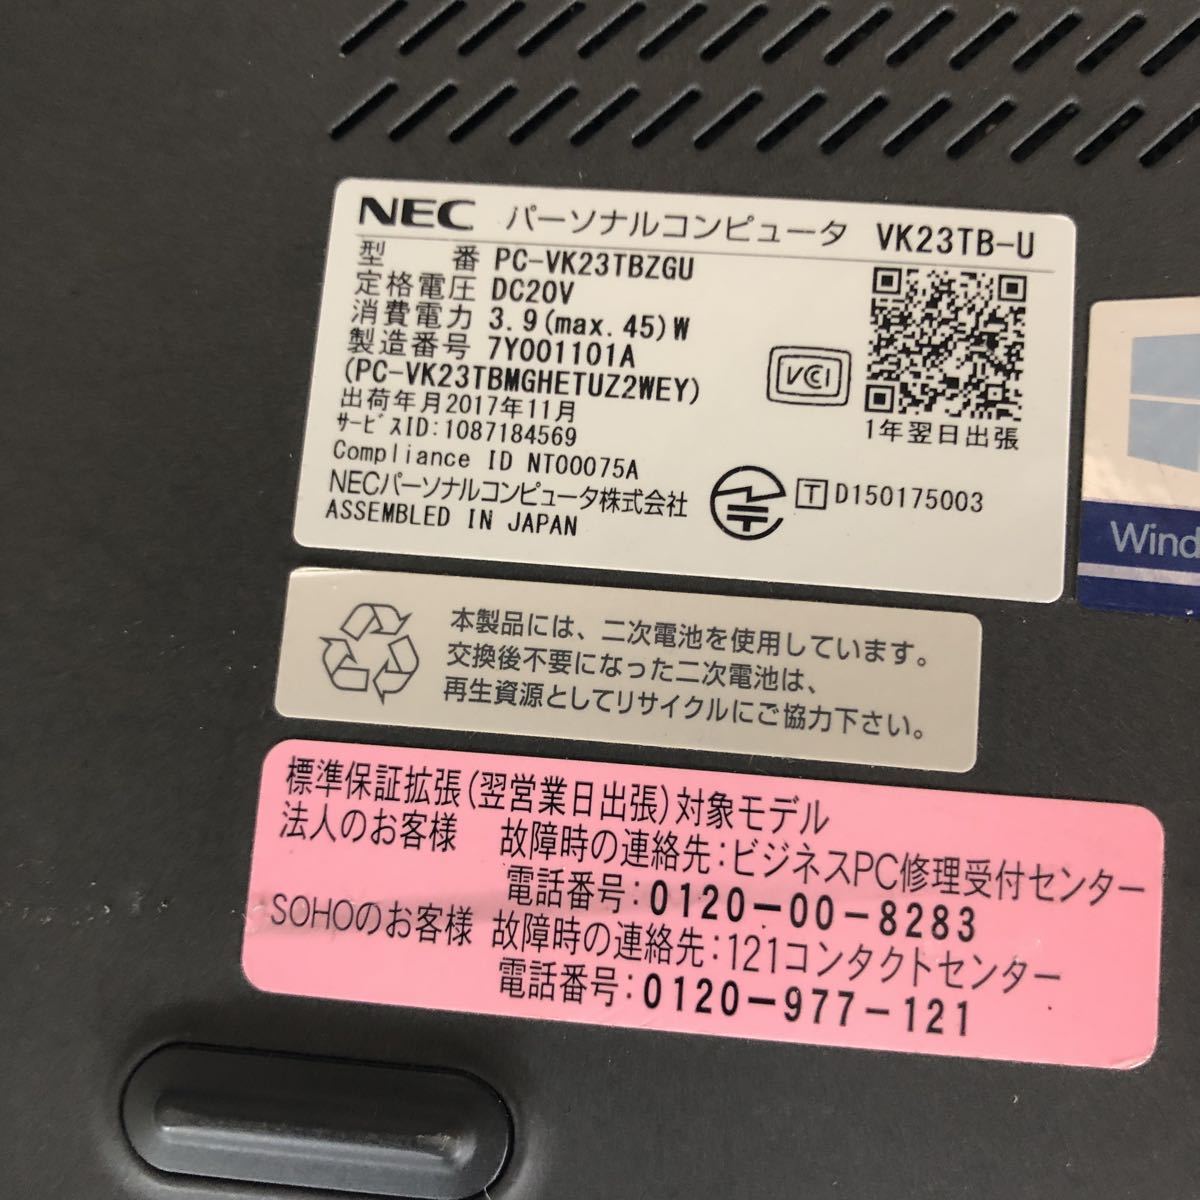 NEC パーソナルコンピュータ VK23TB-U
型番 PC-VK23TBZGU
定格電圧 DC20V
消費電力 3.9(max.45)W
製造番号 7Y001101A
(PC-VK23TBMGHETUZ2WEY)
出荷年月2017年11月
ｻｰﾋﾞｽID:1087184569
Compliance ID NT00075A
NECパーソナルコンピュータ株式会社
ASSEMBLED IN JAPAN
VCCI
1年翌日出張
T D150175003
Wind
本製品には、二次電池を使用しています。
交換後不要になった二次電池は、
再生資源としてリサイクルにご協力下さい。
標準保証拡張(翌営業日出張)対象モデル
法人のお客様 故障時の連絡先:ビジネスPC修理受付センター
電話番号:0120-00-8283
SOHOのお客様 故障時の連絡先:121コンタクトセンター
電話番号:0120-977-121